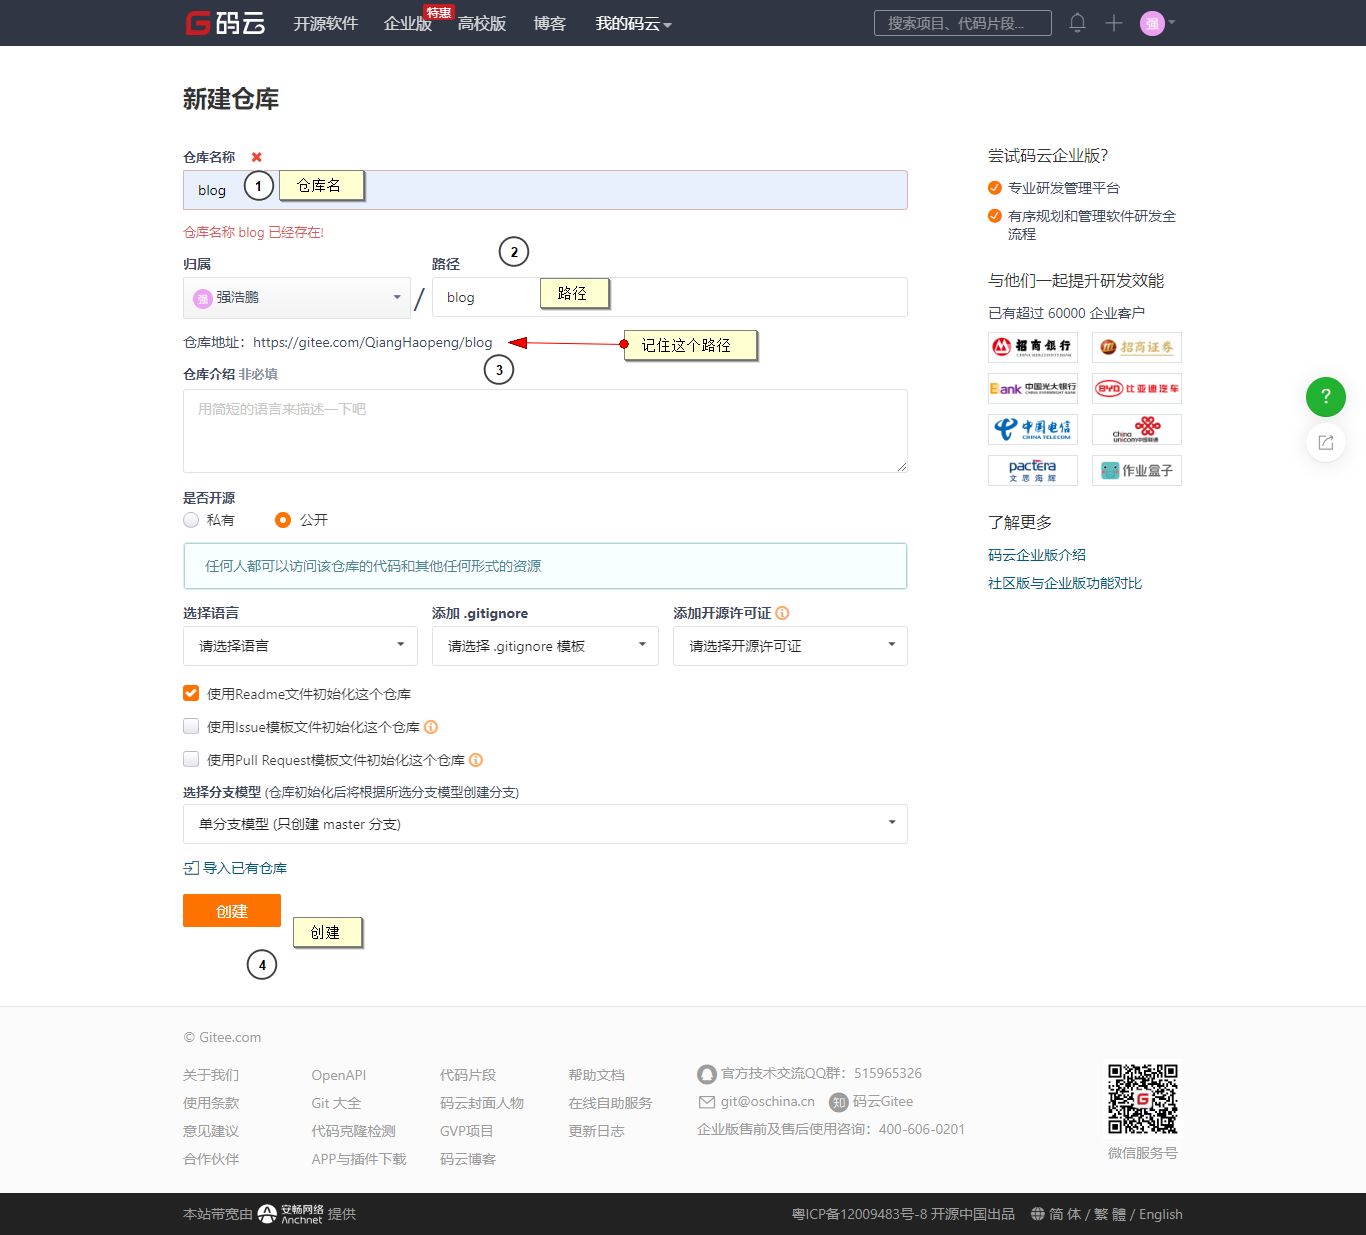 码云 开源软件 企业版 特惠 高校版 博客 我的码云 搜索项目、代码片段... 强
新建仓库
仓库名称
blog 1 仓库名
仓库名称 blog 已经存在!
2
归属 路径
强 强浩鹏 / blog 路径
仓库地址：https://gitee.com/QiangHaopeng/blog 记住这个路径
3
仓库介绍 非必填
用简短的语言来描述一下吧
是否开源
私有 公开
任何人都可以访问该仓库的代码和其他任何形式的资源
选择语言 添加 .gitignore 添加开源许可证
请选择语言 请选择 .gitignore 模板 请选择开源许可证
使用Readme文件初始化这个仓库
使用Issue模板文件初始化这个仓库
使用Pull Request模板文件初始化这个仓库
选择分支模型 (仓库初始化后将根据所选分支模型创建分支)
单分支模型 (只创建 master 分支)
导入已有仓库
创建
创建
4
尝试码云企业版?
专业研发管理平台
有序规划和管理软件研发全
流程
与他们一起提升研发效能
已有超过 60000 企业客户
招商银行 CHINA MERCHANTS BANK 招商证券
Bank 中国光大银行 CHINA EVERBRIGHT BANK BYD 比亚迪汽车
中国电信 CHINA TELECOM China unicom中国联通
pactera 文思海辉 作业盒子
了解更多
码云企业版介绍
社区版与企业版功能对比
?
© Gitee.com
关于我们 OpenAPI 代码片段 帮助文档 官方技术交流QQ群：515965326
使用条款 Git 大全 码云封面人物 在线自助服务 git@oschina.cn 知 码云Gitee
意见建议 代码克隆检测 GVP项目 更新日志 企业版售前及售后使用咨询：400-606-0201
合作伙伴 APP与插件下载 码云博客 微信服务号
本站带宽由 安畅网络 Anchnet 提供 粤ICP备12009483号-8 开源中国出品 简 体 / 繁 體 / English